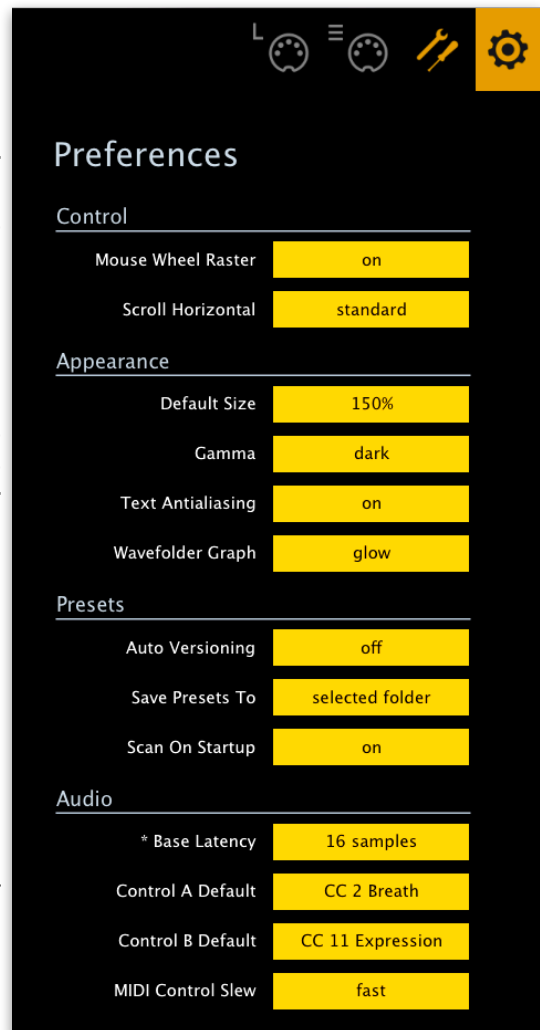 L
Preferences
Control
Mouse Wheel Raster on
Scroll Horizontal standard
Appearance
Default Size 150%
Gamma dark
Text Antialiasing on
Wavefolder Graph glow
Presets
Auto Versioning off
Save Presets To selected folder
Scan On Startup on
Audio
* Base Latency 16 samples
Control A Default CC 2 Breath
Control B Default CC 11 Expression
MIDI Control Slew fast